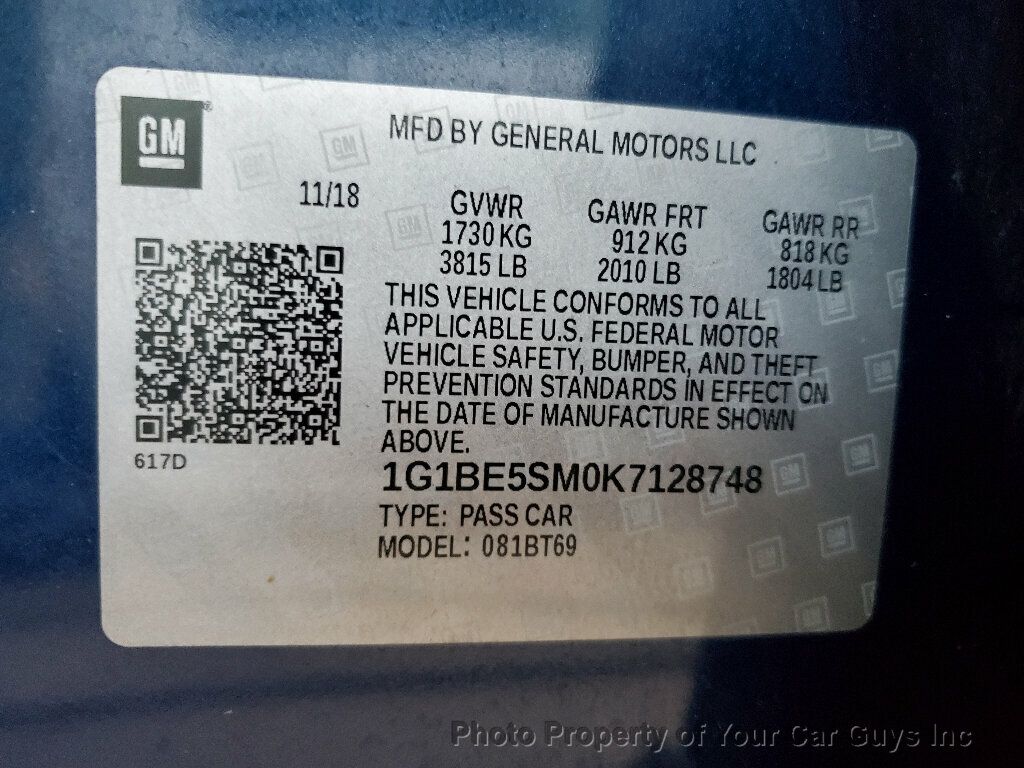 GM
MFD BY GENERAL MOTORS LLC
11/18
GVWR
1730 KG
3815 LB
GAWR FRT
912 KG
2010 LB
GAWR RR
818 KG
1804 LB
THIS VEHICLE CONFORMS TO ALL
APPLICABLE U.S. FEDERAL MOTOR
VEHICLE SAFETY, BUMPER, AND THEFT
PREVENTION STANDARDS IN EFFECT ON
THE DATE OF MANUFACTURE SHOWN
ABOVE.
617D
1G1BE5SM0K7128748
TYPE: PASS CAR
MODEL: 081BT69
Photo Property of Your Car Guys Inc